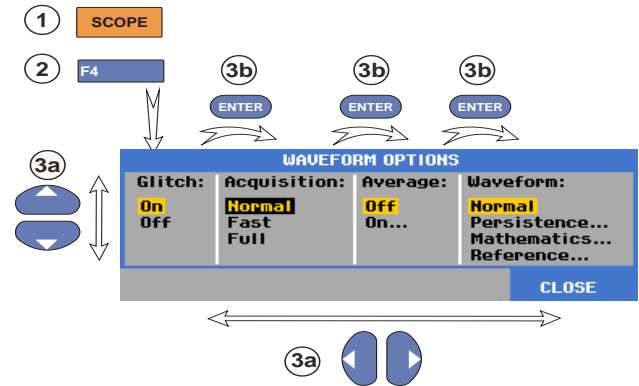 1 SCOPE
2 F4
3b 3b 3b
ENTER ENTER ENTER
3a
WAVEFORM OPTIONS
Glitch: Acquisition: Average: Waveform:
On Normal Off Normal
Off Fast On... Persistence...
Full Mathematics...
Reference...
CLOSE
3a